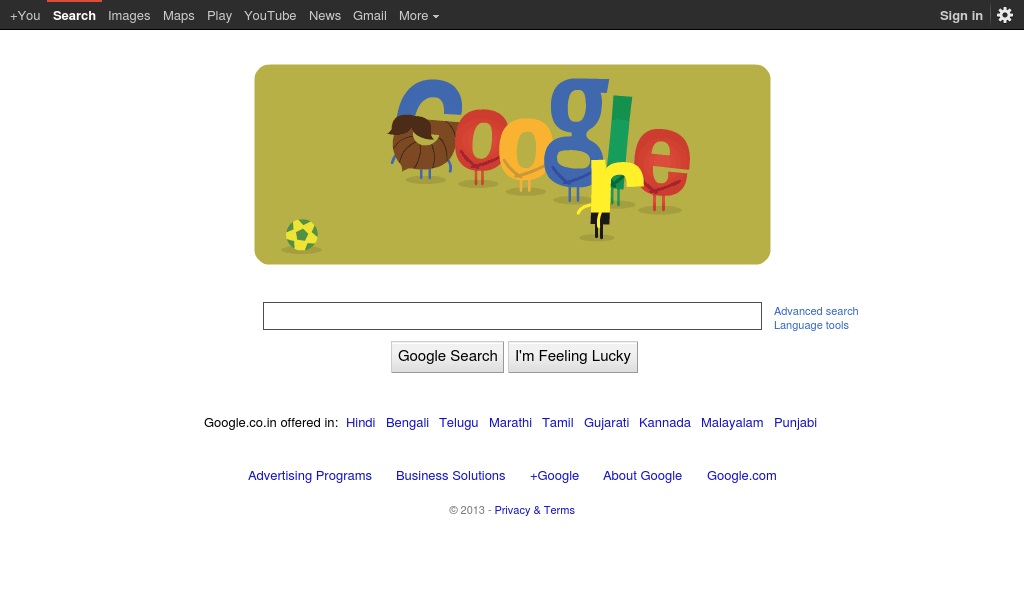 +You Search Images Maps Play YouTube News Gmail More Sign in
Google
r
Advanced search
Language tools
Google Search I'm Feeling Lucky
Google.co.in offered in: Hindi Bengali Telugu Marathi Tamil Gujarati Kannada Malayalam Punjabi
Advertising Programs Business Solutions +Google About Google Google.com
© 2013 - Privacy & Terms